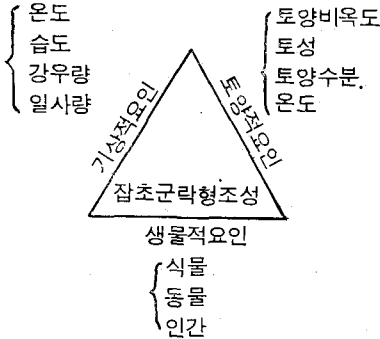 온도
습도
강우량
일사량
토양비옥도
토성
토양수분.
온도
기상적요인
토양적요인
잡초군락형조성
생물적요인
식물
동물
인간